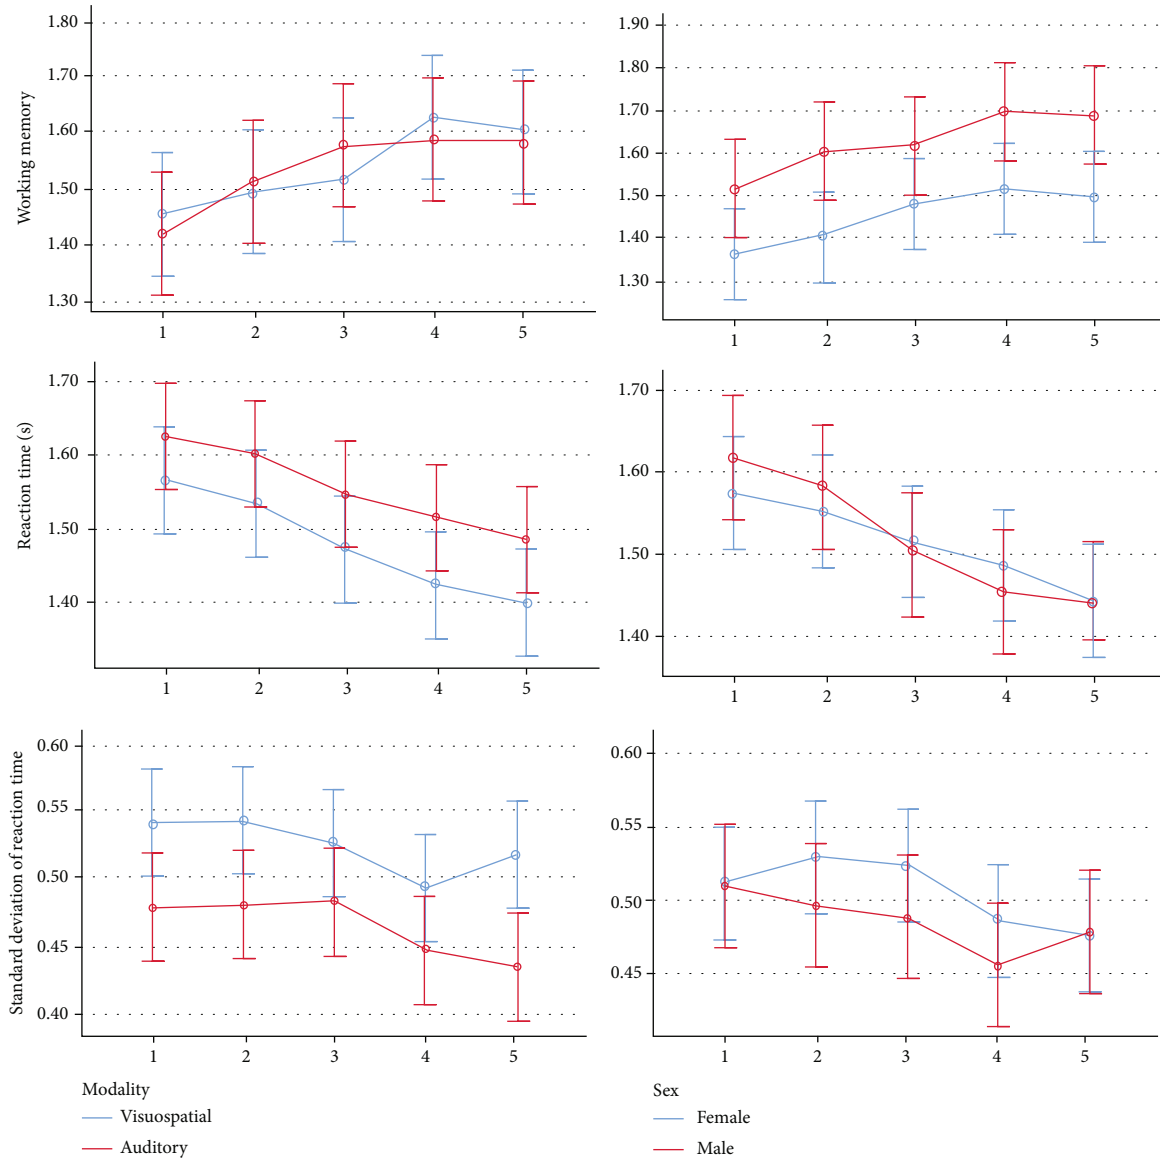 Working memory
1.80
1.70
1.60
1.50
1.40
1.30
1 2 3 4 5
1.90
1.80
1.70
1.60
1.50
1.40
1.30
1 2 3 4 5
Reaction time (s)
1.70
1.60
1.50
1.40
1 2 3 4 5
1.70
1.60
1.50
1.40
1 2 3 4 5
Standard deviation of reaction time
0.60
0.55
0.50
0.45
0.40
1 2 3 4 5
0.60
0.55
0.50
0.45
1 2 3 4 5
Modality
Visuospatial
Auditory
Sex
Female
Male